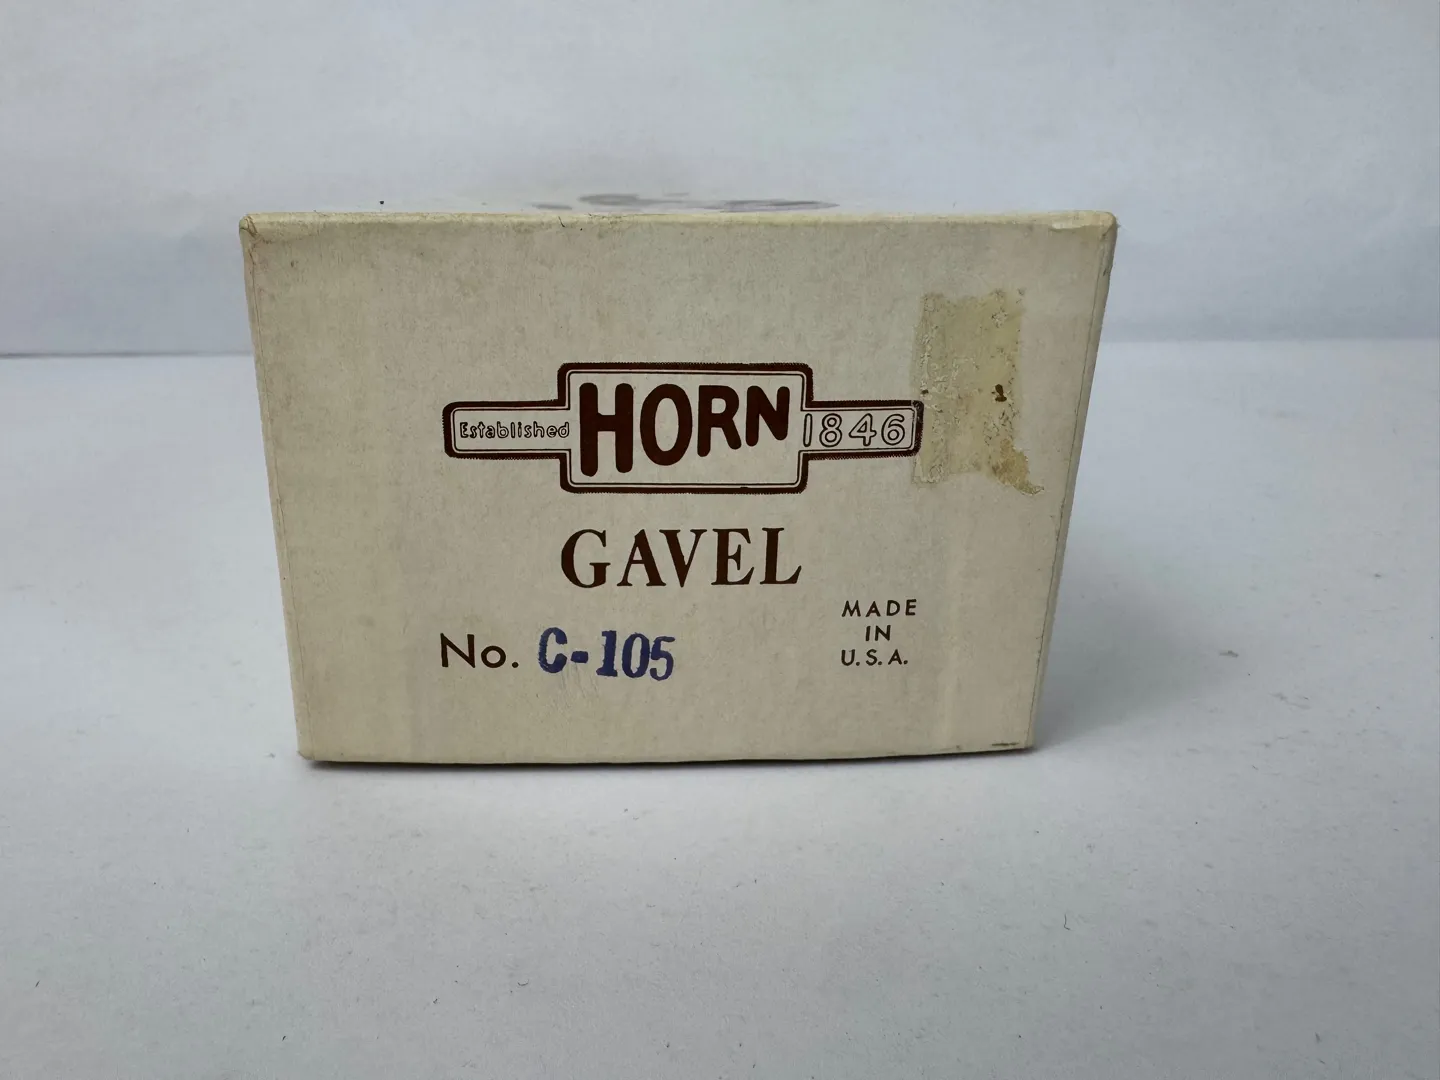 Established HORN 1846
GAVEL
No. C-105
MADE
IN
U.S.A.